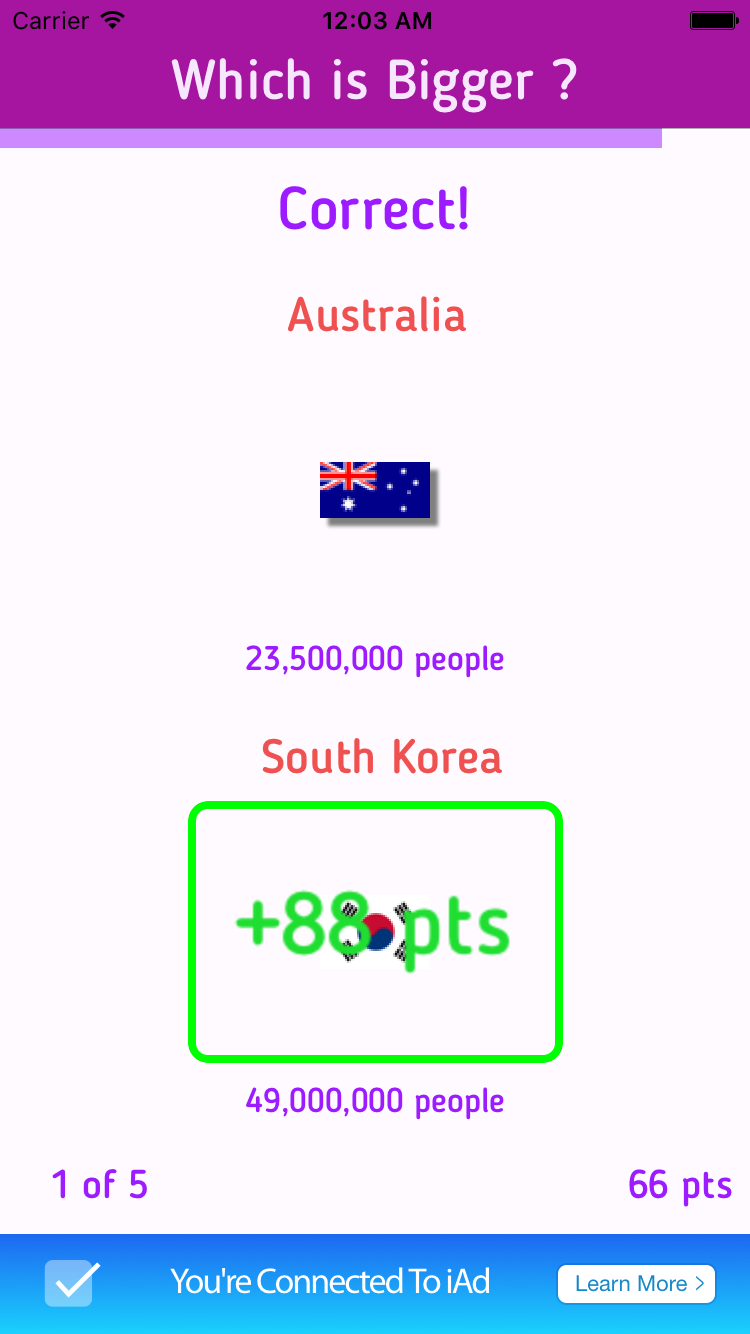 Carrier 12:03 AM
Which is Bigger ?
Correct!
Australia
23,500,000 people
South Korea
+88 pts
49,000,000 people
1 of 5 66 pts
You're Connected To iAd Learn More >